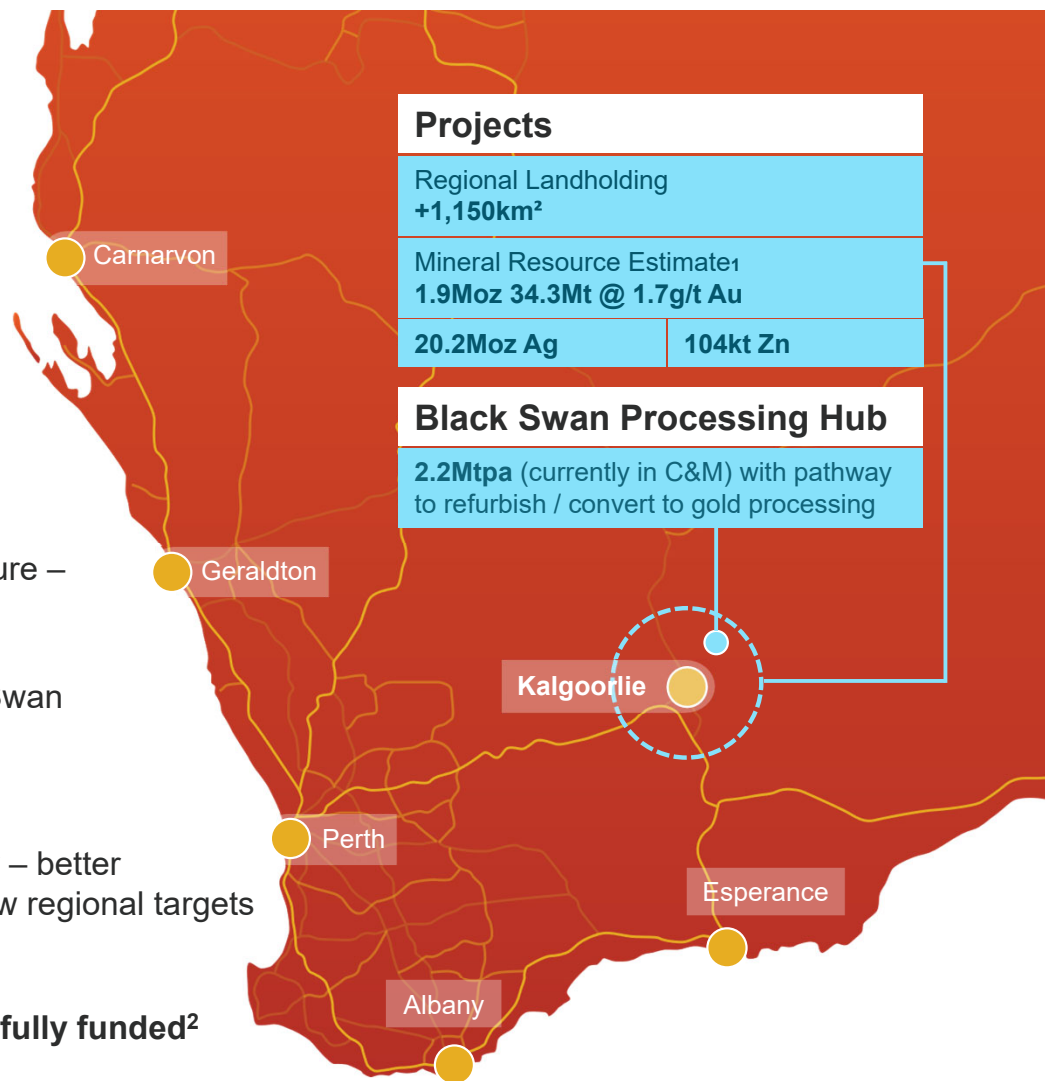 Projects
Regional Landholding
+1,150km²
Mineral Resource Estimate1
1.9Moz 34.3Mt @ 1.7g/t Au
20.2Moz Ag
104kt Zn
Black Swan Processing Hub
2.2Mtpa (currently in C&M) with pathway
to refurbish / convert to gold processing
Carnarvon
Geraldton
Kalgoorlie
Perth
Esperance
Albany
ure –
Swan
– better
w regional targets
fully funded²